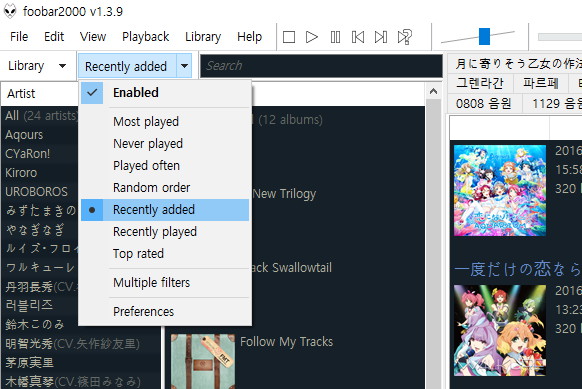 foobar2000 v1.3.9
File Edit View Playback Library Help
Library
Recently added
Search
月に寄りそう乙女の作法
그렌라간 파르페
0808 음원 1129 음원
Artist
All (24 artists)
Aqours
CYaRon!
Kiroro
UROBOROS
みずたまきの
やなぎなぎ
ルイズ・フロイ
ワルキューレ
丹羽長秀(CV.
러블리즈
鈴木このみ
明智光秀(CV.矢作紗友里)
茅原実里
木幡真琴(CV.篠田みなみ)
Enabled
Most played
Never played
Played often
Random order
Recently added
Recently played
Top rated
Multiple filters
Preferences
(12 albums)
New Trilogy
Swallowtail
Follow My Tracks
2016
15:58
320 k
一度だけの恋なら
2016
13:23
320 k